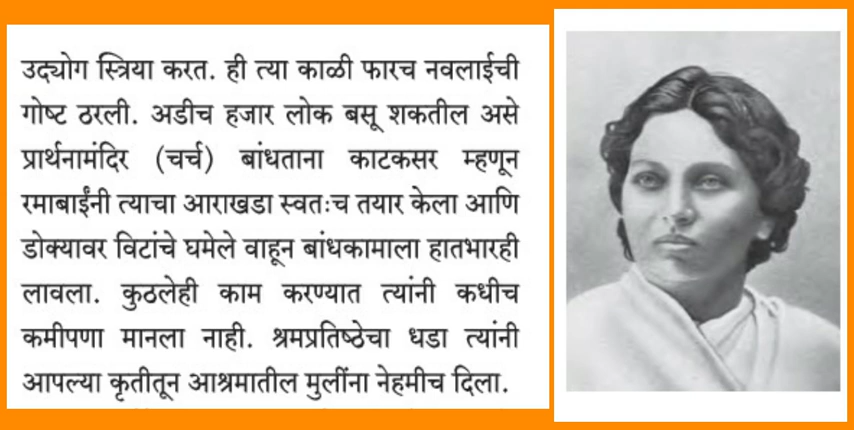 उद्योग स्त्रिया करत. ही त्या काळी फारच नवलाईची
गोष्ट ठरली. अडीच हजार लोक बसू शकतील असे
प्रार्थनामंदिर (चर्च) बांधताना काटकसर म्हणून
रमाबाईंनी त्याचा आराखडा स्वतःच तयार केला आणि
डोक्यावर विटांचे घमेले वाहून बांधकामाला हातभारही
लावला. कुठलेही काम करण्यात त्यांनी कधीच
कमीपणा मानला नाही. श्रमप्रतिष्ठेचा धडा त्यांनी
आपल्या कृतीतून आश्रमातील मुलींना नेहमीच दिला.